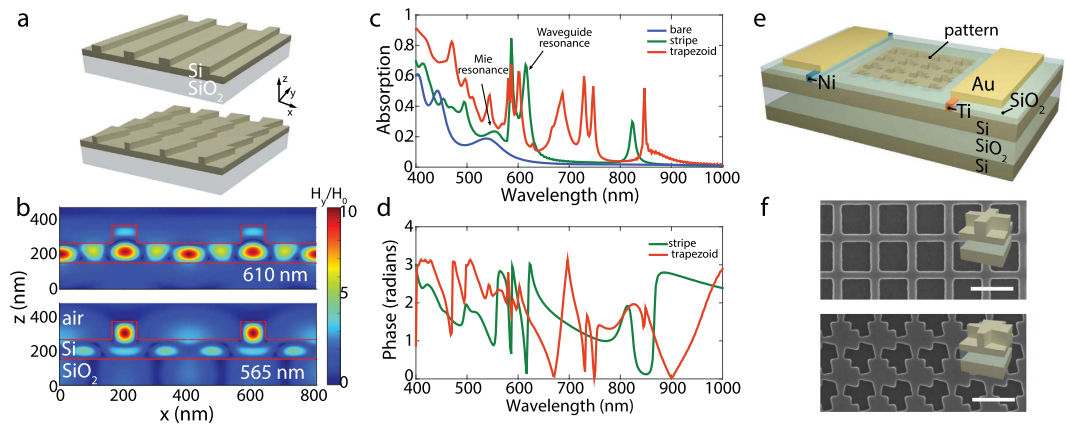 a
Si
SiO2
z
y
x
b
Hy/H0
400
200
0
610 nm
10
5
0
z (nm)
air
400
Si
200
SiO2
0
565 nm
0 200 400 600 800
x (nm)
c
Absorption
1
0.8
0.6
0.4
0.2
0
Waveguide
resonance
Mie
resonance
bare
stripe
trapezoid
400 500 600 700 800 900 1000
Wavelength (nm)
d
Phase (radians)
4
3
2
1
0
stripe
trapezoid
400 500 600 700 800 900 1000
Wavelength (nm)
e
pattern
Ni
Au
Ti
SiO2
Si
SiO2
Si
f